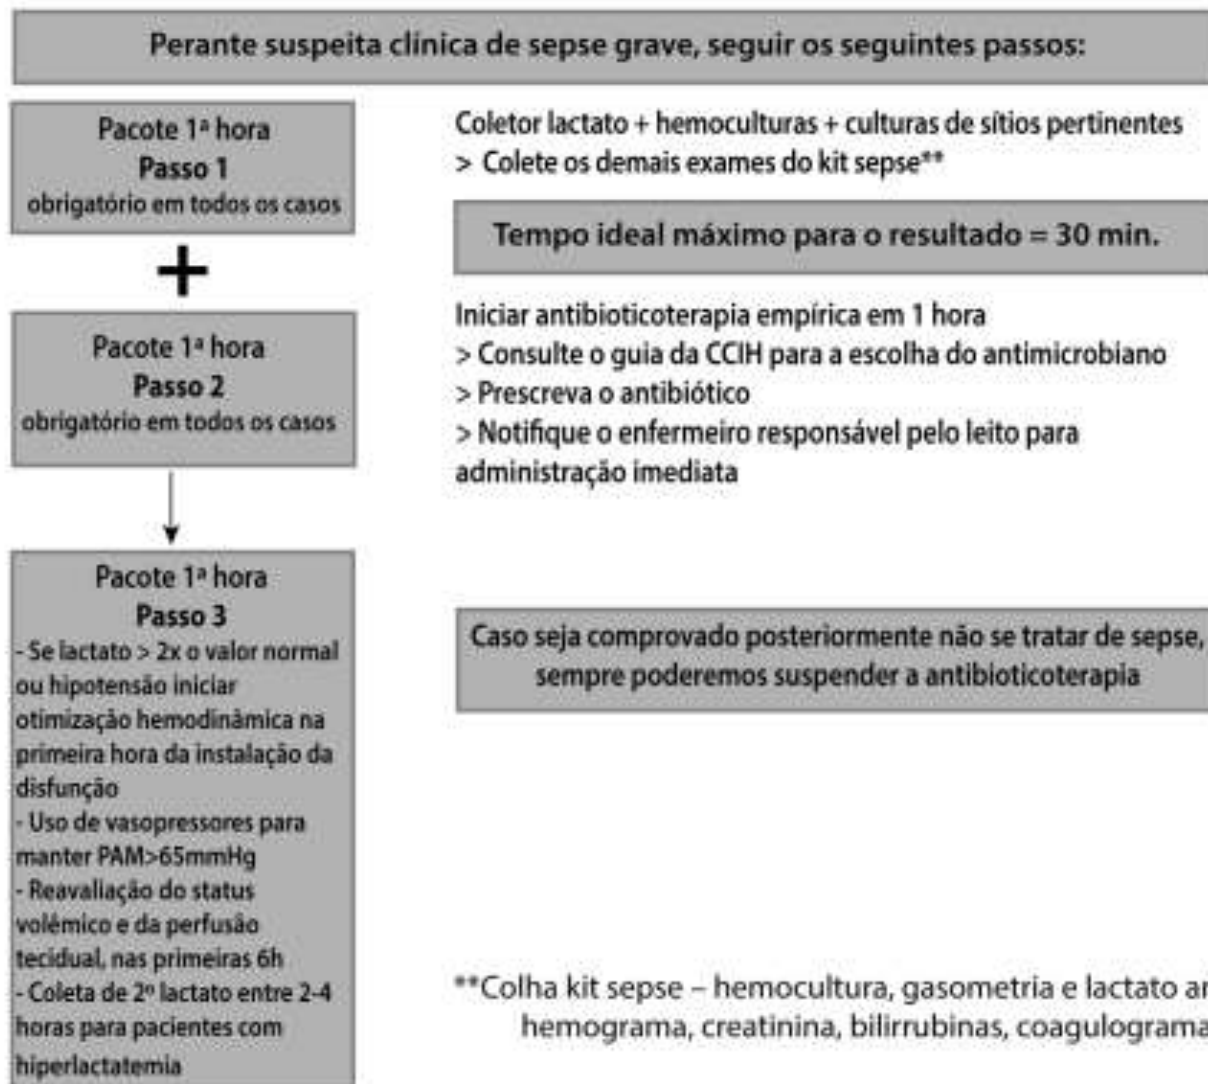 Perante suspeita clínica de sepse grave, seguir os seguintes passos:
Pacote 1ª hora
Passo 1
obrigatório em todos os casos
Coletor lactato + hemoculturas + culturas de sítios pertinentes
> Colete os demais exames do kit sepse**
Tempo ideal máximo para o resultado = 30 min.
+
Pacote 1ª hora
Passo 2
obrigatório em todos os casos
Iniciar antibioticoterapia empírica em 1 hora
> Consulte o guia da CCIH para a escolha do antimicrobiano
> Prescreva o antibiótico
> Notifique o enfermeiro responsável pelo leito para
administração imediata
Pacote 1ª hora
Passo 3
- Se lactato > 2x o valor normal
ou hipotensão iniciar
otimização hemodinâmica na
primeira hora da instalação da
disfunção
- Uso de vasopressores para
manter PAM>65mmHg
- Reavaliação do status
volêmico e da perfusão
tecidual, nas primeiras 6h
- Coleta de 2º lactato entre 2-4
horas para pacientes com
hiperlactatemia
Caso seja comprovado posteriormente não se tratar de sepse,
sempre poderemos suspender a antibioticoterapia
**Colha kit sepse – hemocultura, gasometria e lactato
hemograma, creatinina, bilirrubinas, coagulograma